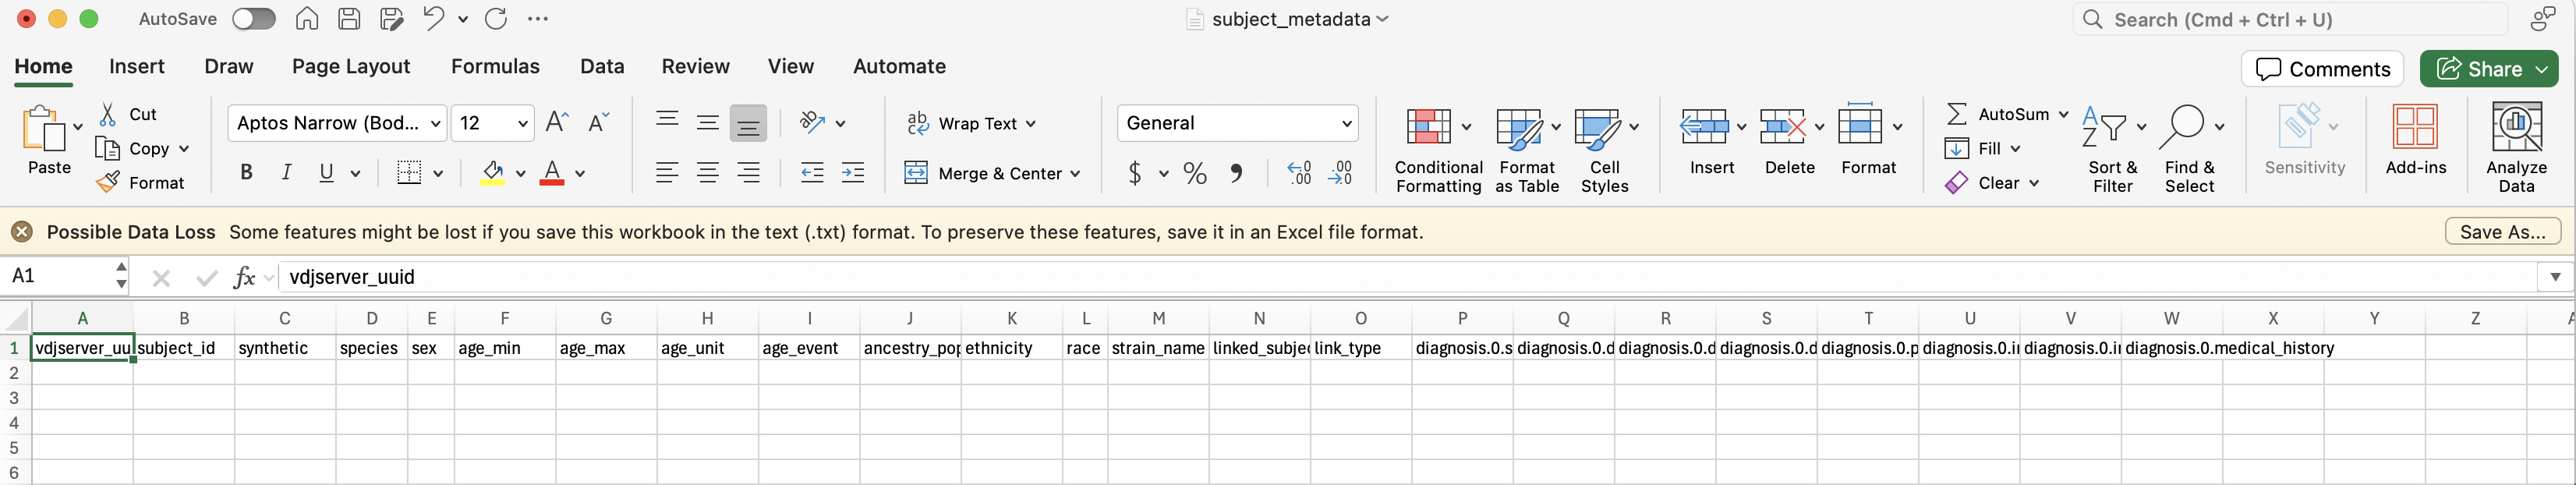 AutoSave
subject_metadata
Search (Cmd + Ctrl + U)
Home Insert Draw Page Layout Formulas Data Review View Automate
Comments Share
Paste
Cut
Copy
Format
Aptos Narrow (Bod... 12 A A
B I U A
ab c Wrap Text
Merge & Center
General
$ % ,
.00 .00
Conditional Formatting
Format as Table
Cell Styles
Insert
Delete
Format
AutoSum
Fill
Clear
Sort & Filter
Find & Select
Sensitivity
Add-ins
Analyze Data
Possible Data Loss Some features might be lost if you save this workbook in the text (.txt) format. To preserve these features, save it in an Excel file format. Save As...
A1 fx vdjserver_uuid
A B C D E F G H I J K L M N O P Q R S T U V W X Y Z
1 vdjserver_uu subject_id synthetic species sex age_min age_max age_unit age_event ancestry_pop ethnicity race strain_name linked_subjec link_type diagnosis.0.s diagnosis.0.d diagnosis.0.d diagnosis.0.d diagnosis.0.p diagnosis.0.i diagnosis.0.i diagnosis.0.medical_history
2
3
4
5
6